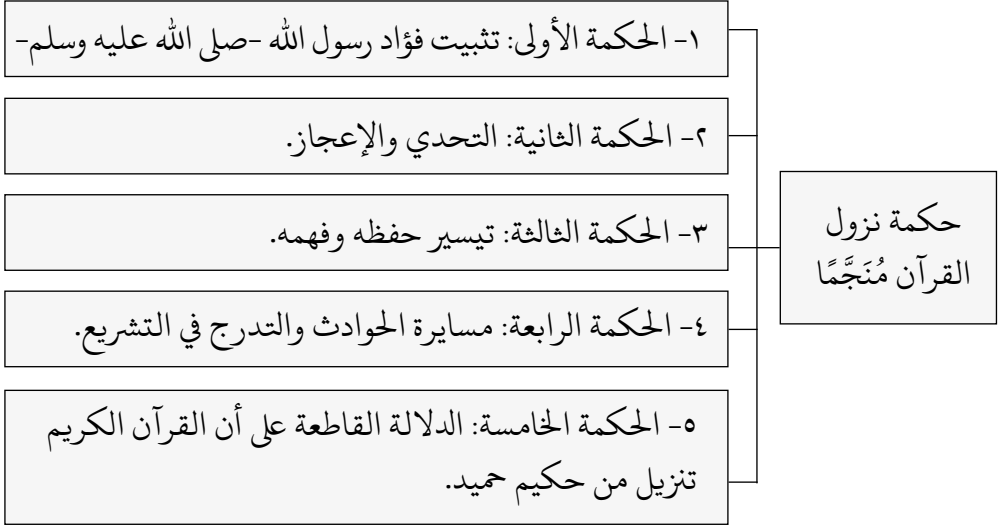 حكمة نزول
القرآن مُنَجَّمًا
١- الحكمة الأولى: تثبيت فؤاد رسول الله -صلى الله عليه وسلم-
٢- الحكمة الثانية: التحدي والإعجاز.
٣- الحكمة الثالثة: تيسير حفظه وفهمه.
٤- الحكمة الرابعة: مسايرة الحوادث والتدرج في التشريع.
٥- الحكمة الخامسة: الدلالة القاطعة على أن القرآن الكريم
تنزيل من حكيم حميد.